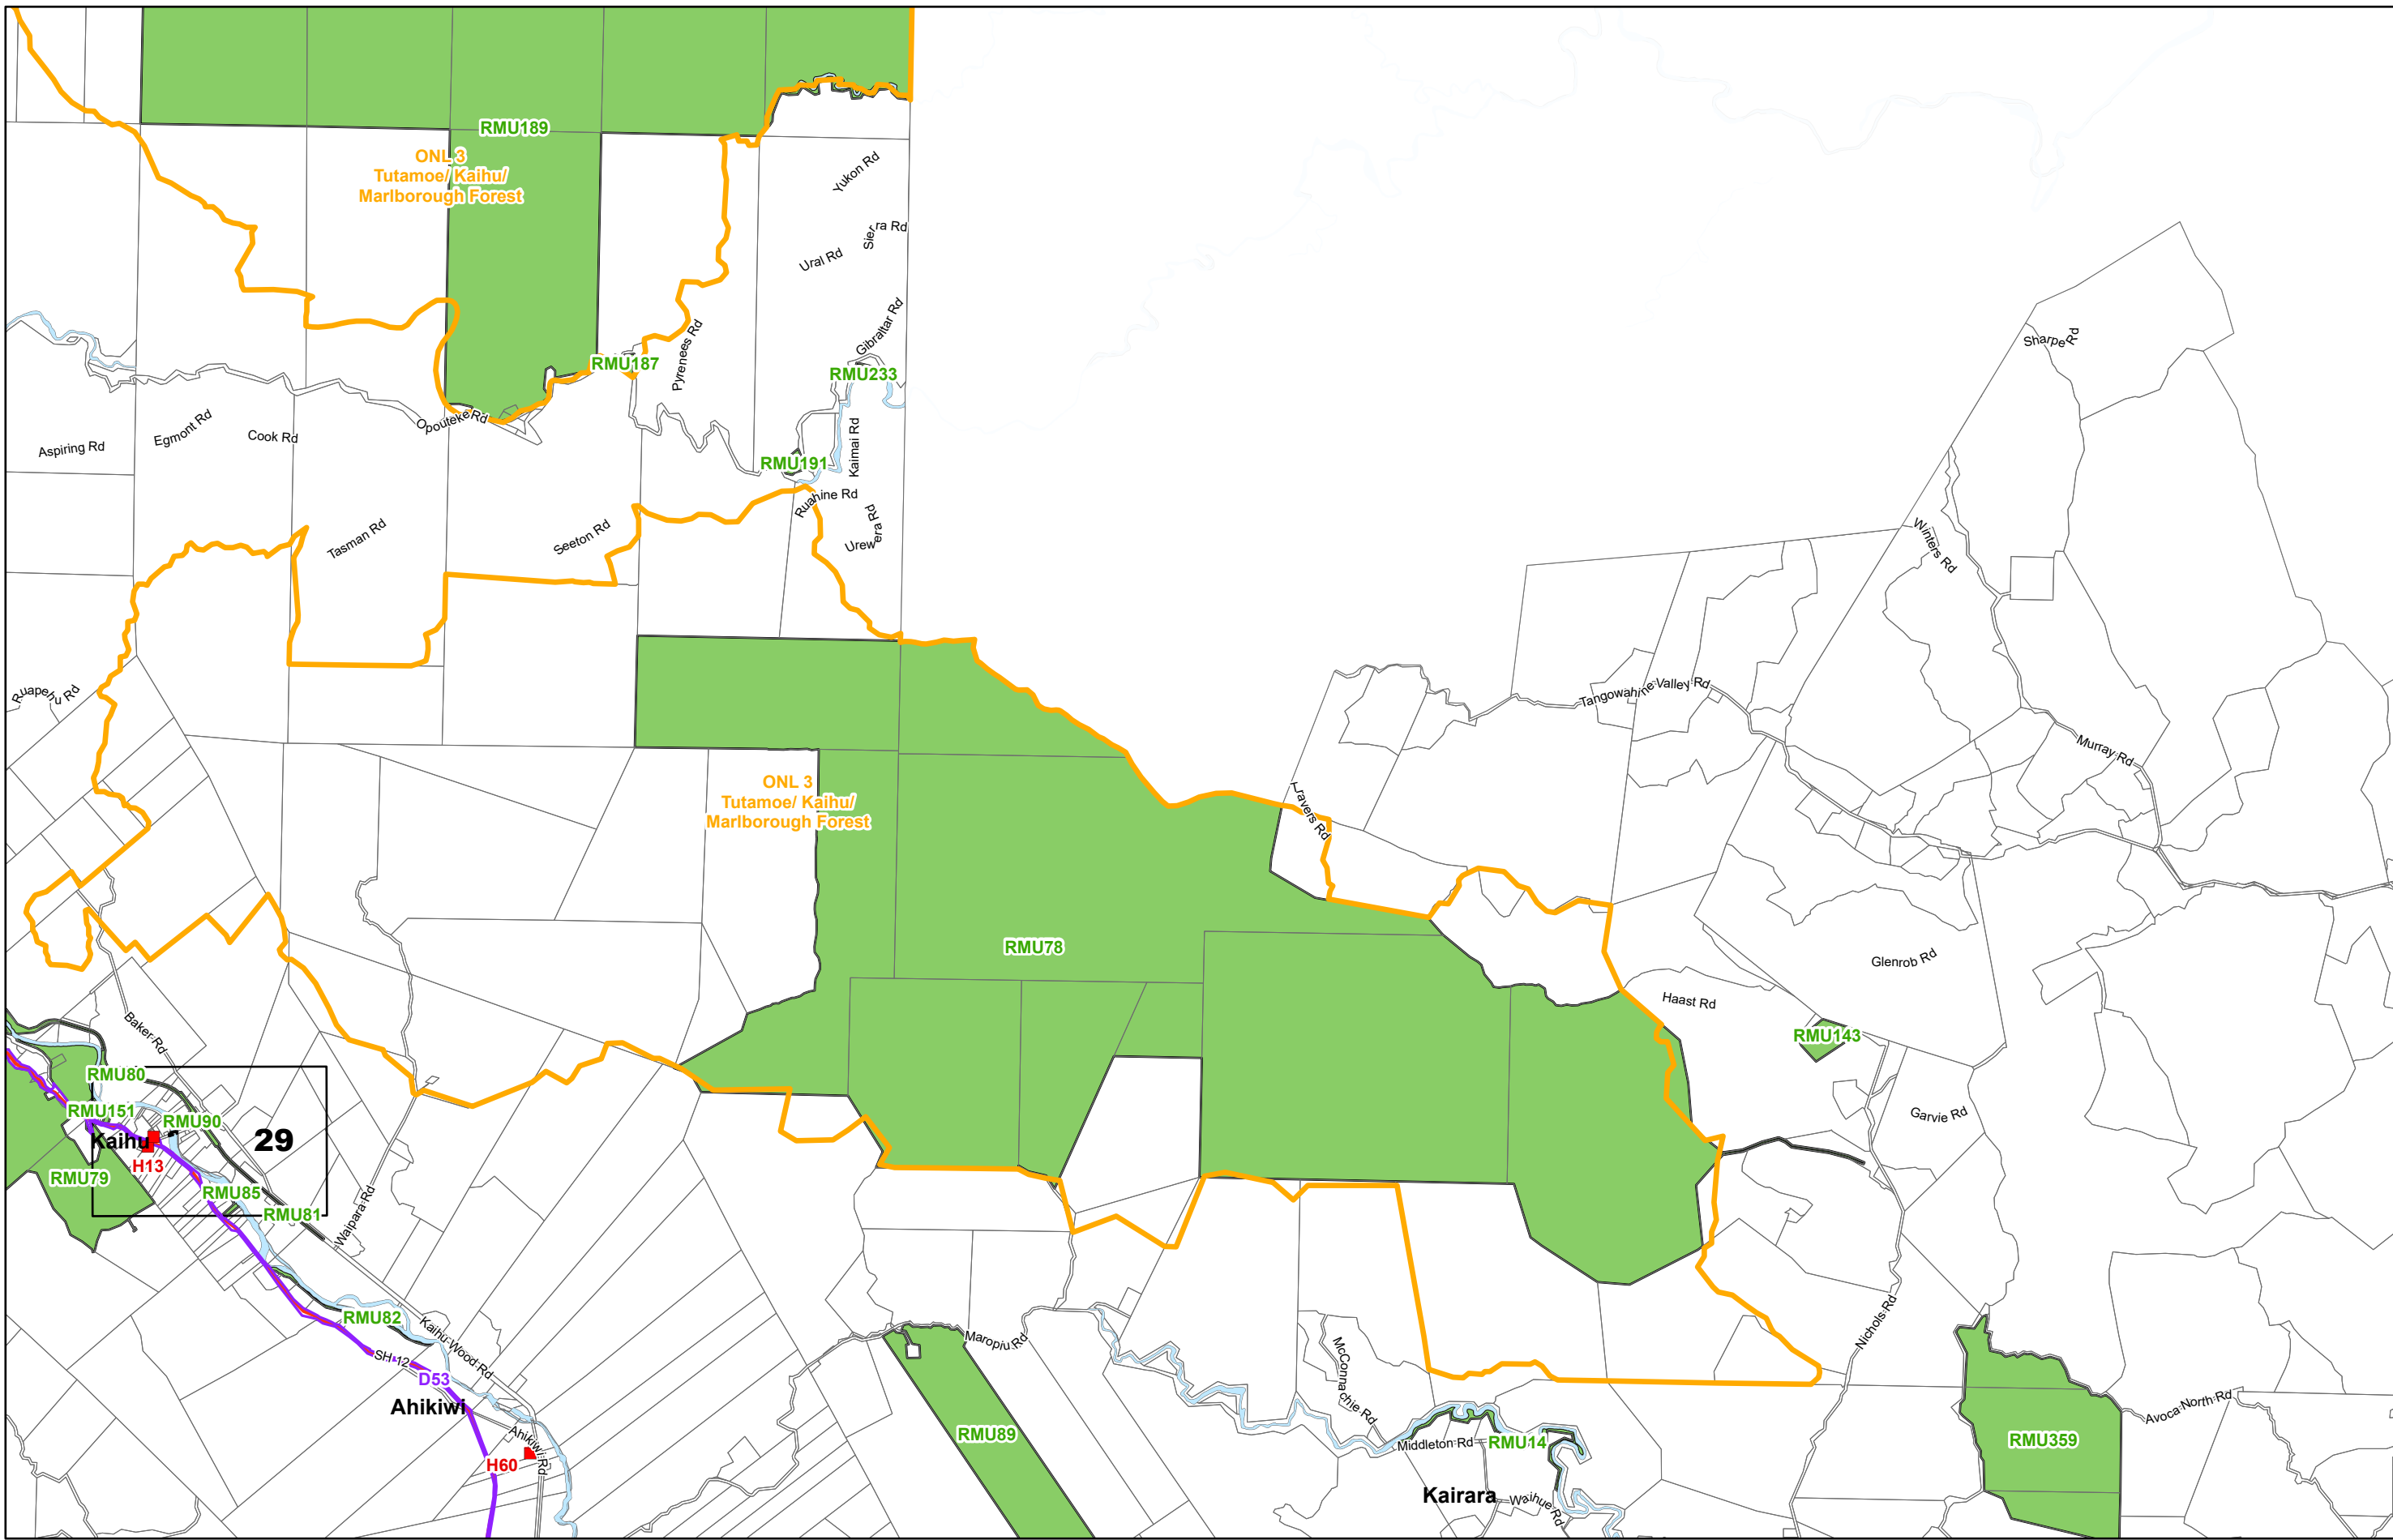 RMU189
ONL 3
Tutamoe/ Kaihu/
Marlborough Forest
Yukon Rd
Sierra Rd
Ural Rd
Gibraltar Rd
Pyrenees Rd
RMU187
RMU233
Sharpe Rd
Opouteke Rd
Egmont Rd
Cook Rd
Aspiring Rd
Kaimai Rd
RMU191
Ruahine Rd
Urewera Rd
Tasman Rd
Seeton Rd
Winters Rd
Ruapehu Rd
Tangowahine Valley Rd
Murray Rd
ONL 3
Tutamoe/ Kaihu/
Marlborough Forest
Travers Rd
RMU78
Glenrob Rd
Haast Rd
RMU143
Baker Rd
RMU80
RMU151
RMU90
Kaihu
29
H13
RMU79
RMU85
RMU81
Waipara Rd
Garvie Rd
RMU82
Kaihu Wood Rd
SH 12
D53
Ahikiwi
Ahikiwi Rd
H60
Maropiu Rd
McConnachie Rd
Nichols Rd
RMU89
Middleton Rd
RMU14
Kairara
Waihue Rd
Avoca North Rd
RMU359